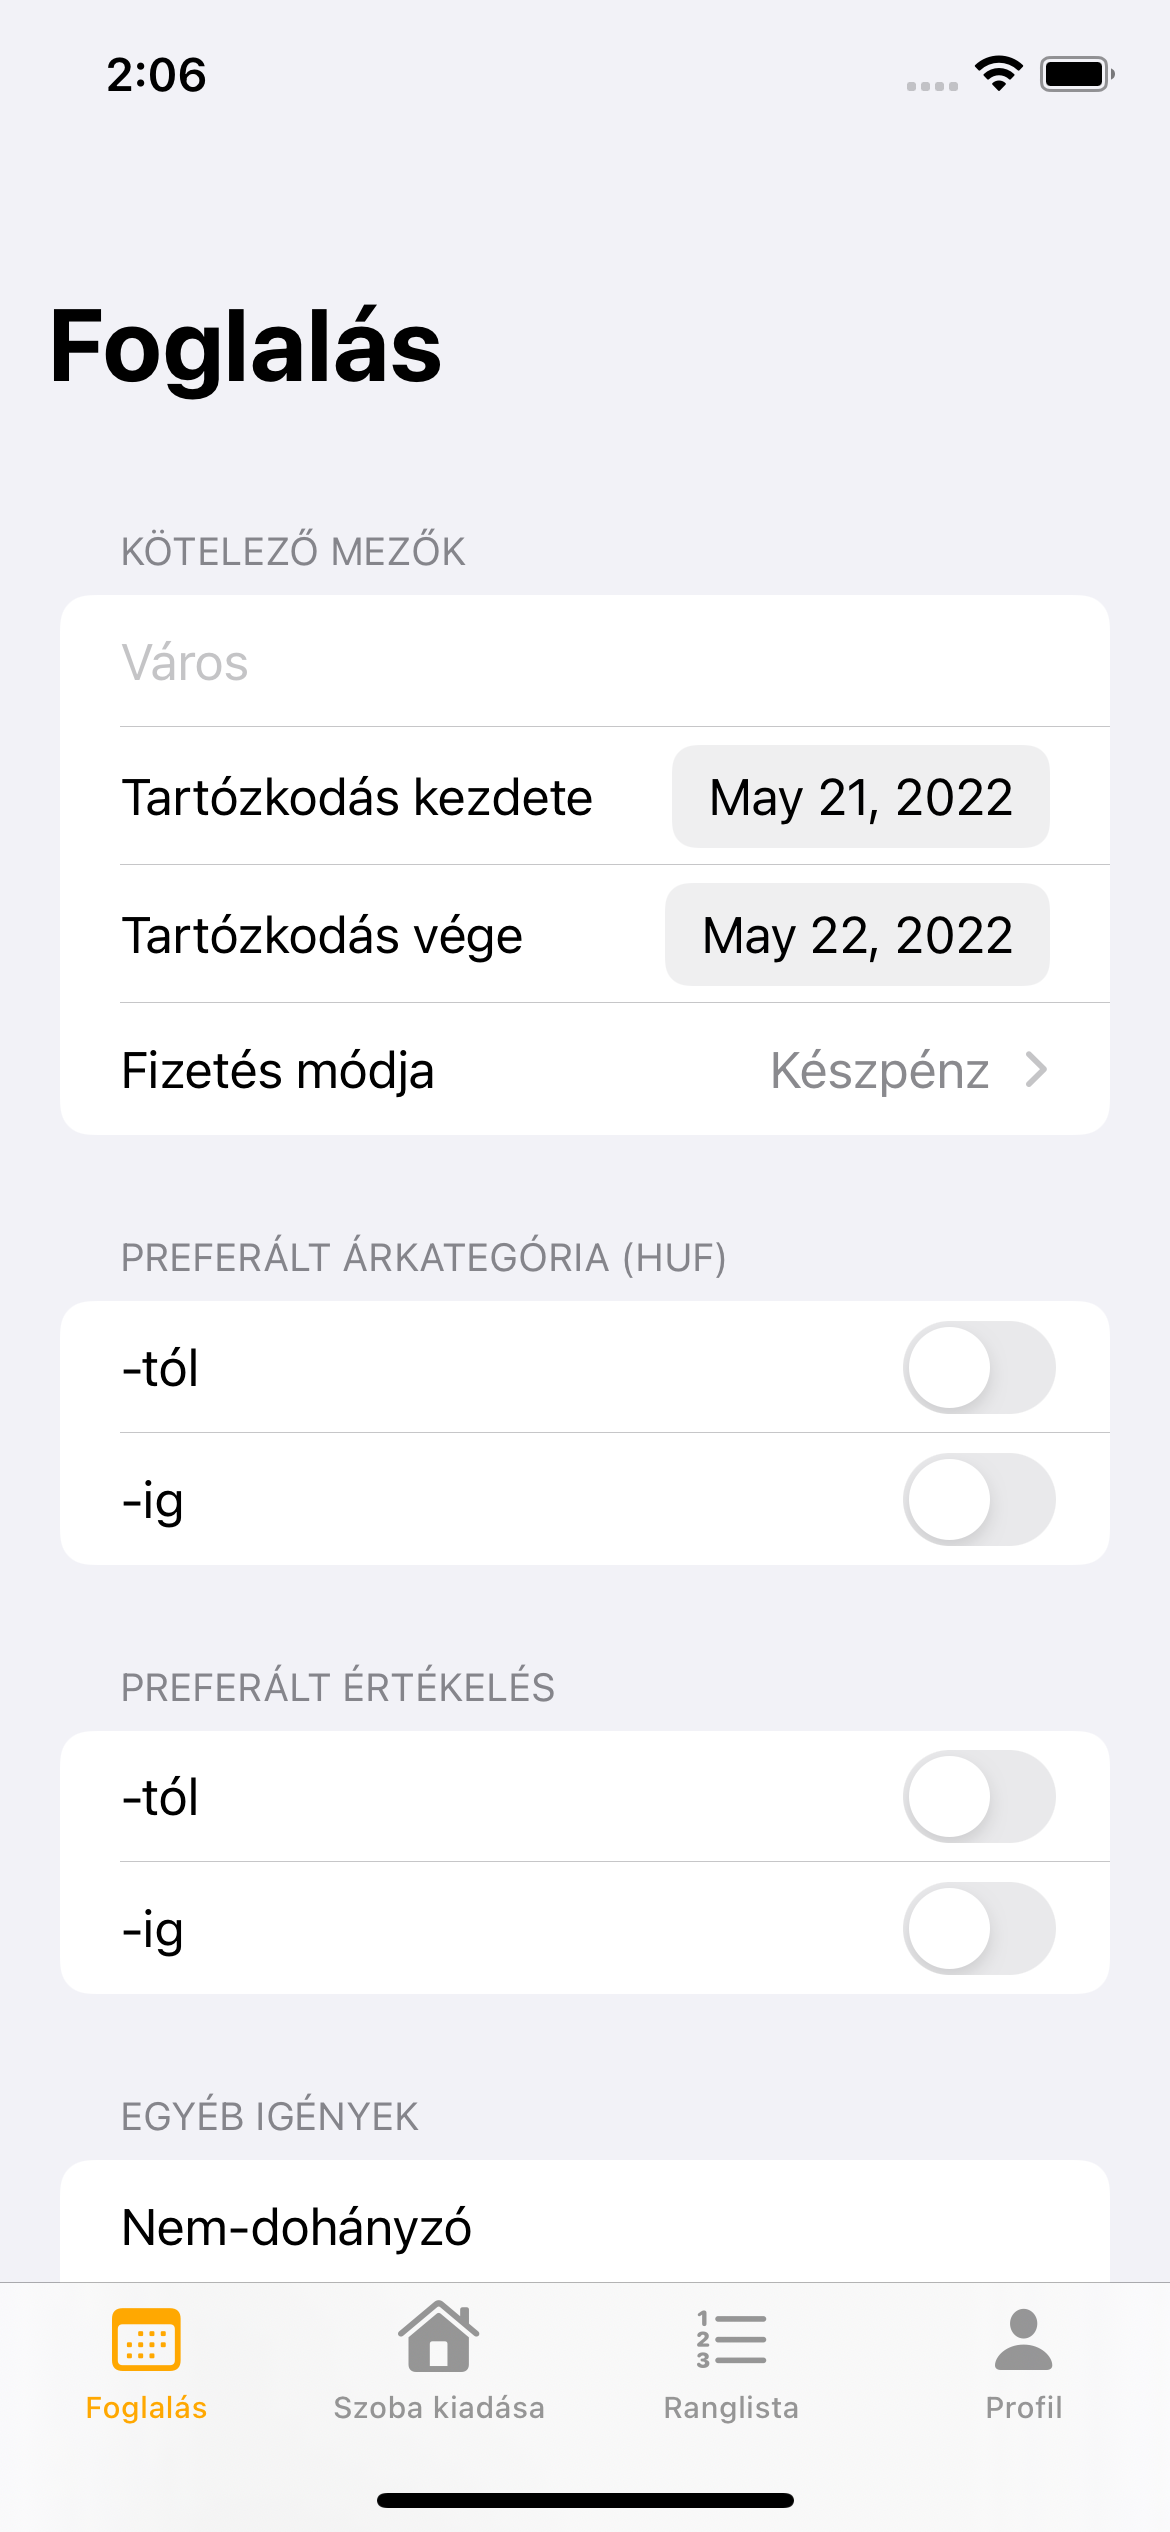 2:06
Foglalás
KÖTELEZŐ MEZŐK
Város
Tartózkodás kezdete May 21, 2022
Tartózkodás vége May 22, 2022
Fizetés módja Készpénz
PREFERÁLT ÁRKATEGÓRIA (HUF)
-tól
-ig
PREFERÁLT ÉRTÉKELÉS
-tól
-ig
EGYÉB IGÉNYEK
Nem-dohányzó
Foglalás Szoba kiadása Ranglista Profil